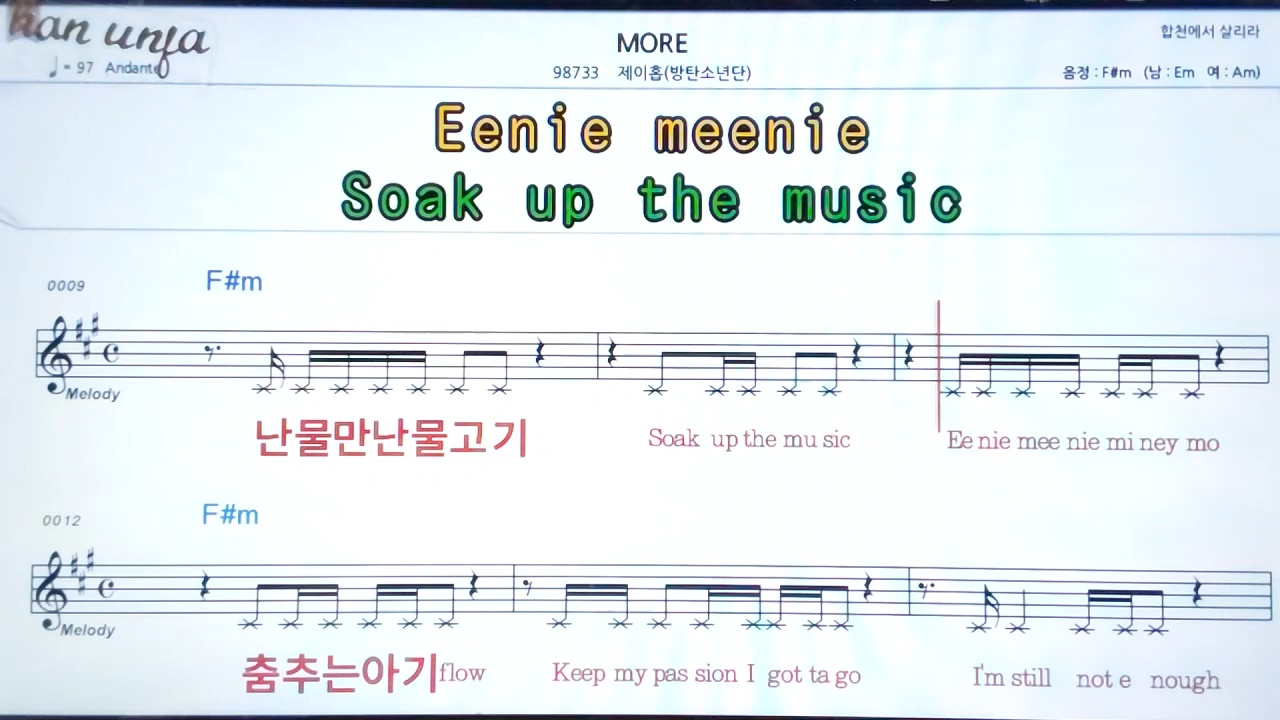 Han unja
♩= 97 Andante
MORE
98733 제이홉(방탄소년단)
합천에서 살리라
음정 : F#m (남 : Em 여 : Am)
Eenie meenie
Soak up the music
0009 F#m
Melody
난물만난물고기 Soak up the mu sic Ee nie mee nie mi ney mo
0012 F#m
Melody
춤추는아기flow Keep my pas sion I got ta go I'm still not e nough